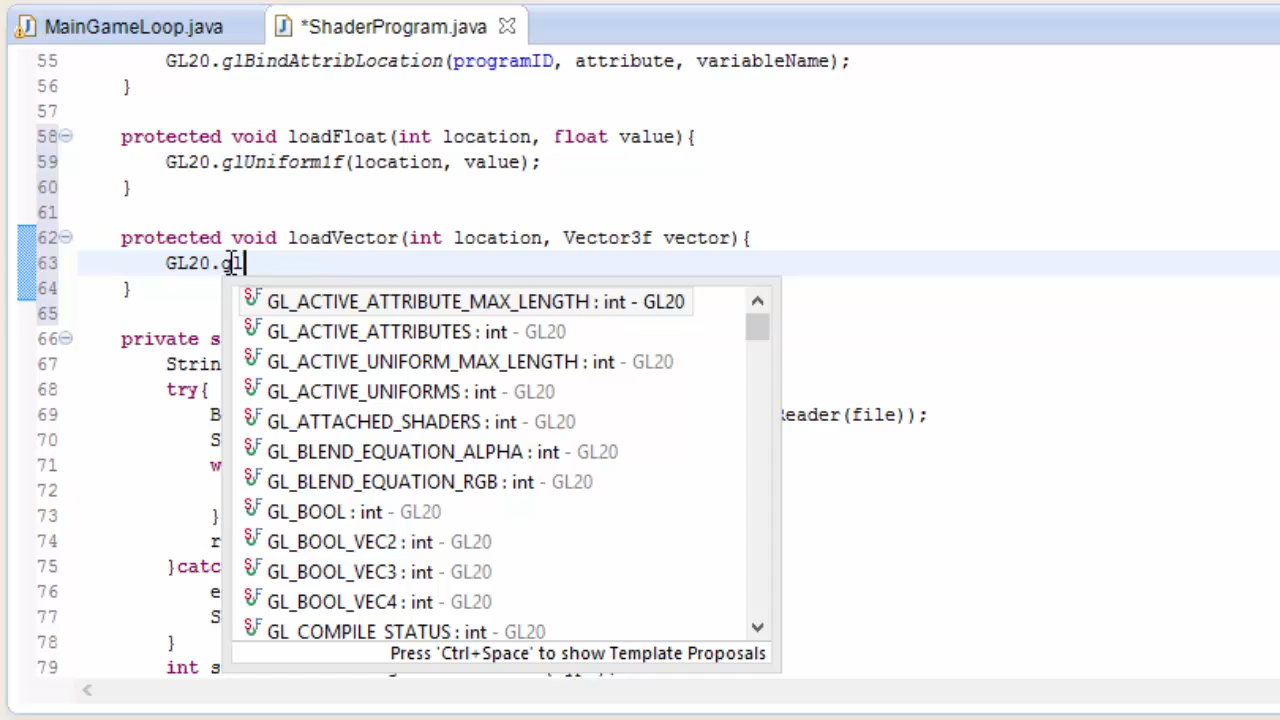 MainGameLoop.java
*ShaderProgram.java
55 GL20.glBindAttribLocation(programID, attribute, variableName);
56 }
57
58 protected void loadFloat(int location, float value){
59 GL20.glUniform1f(location, value);
60 }
61
62 protected void loadVector(int location, Vector3f vector){
63 GL20.gl
64 }
65
66 private s
67 Strin
68 try{
69 B eader(file));
70 S
71 w
72
73 }
74 r
75 }catc
76 e
77 S
78 }
79 int s
GL_ACTIVE_ATTRIBUTE_MAX_LENGTH : int - GL20
GL_ACTIVE_ATTRIBUTES : int - GL20
GL_ACTIVE_UNIFORM_MAX_LENGTH : int - GL20
GL_ACTIVE_UNIFORMS : int - GL20
GL_ATTACHED_SHADERS : int - GL20
GL_BLEND_EQUATION_ALPHA : int - GL20
GL_BLEND_EQUATION_RGB : int - GL20
GL_BOOL : int - GL20
GL_BOOL_VEC2 : int - GL20
GL_BOOL_VEC3 : int - GL20
GL_BOOL_VEC4 : int - GL20
GL_COMPILE_STATUS : int - GL20
Press 'Ctrl+Space' to show Template Proposals